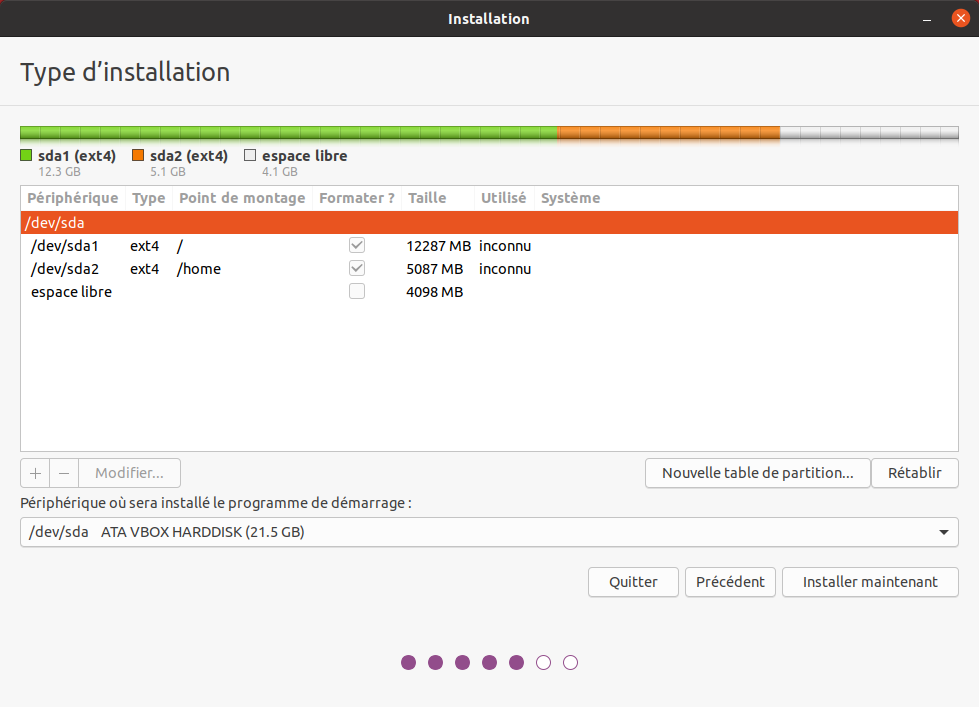 Installation
Type d’installation
sda1 (ext4) sda2 (ext4) espace libre
12.3 GB 5.1 GB 4.1 GB
Périphérique Type Point de montage Formater ? Taille Utilisé Système
/dev/sda
/dev/sda1 ext4 / 12287 MB inconnu
/dev/sda2 ext4 /home 5087 MB inconnu
espace libre 4098 MB
+ − Modifier... Nouvelle table de partition... Rétablir
Périphérique où sera installé le programme de démarrage :
/dev/sda ATA VBOX HARDDISK (21.5 GB)
Quitter Précédent Installer maintenant